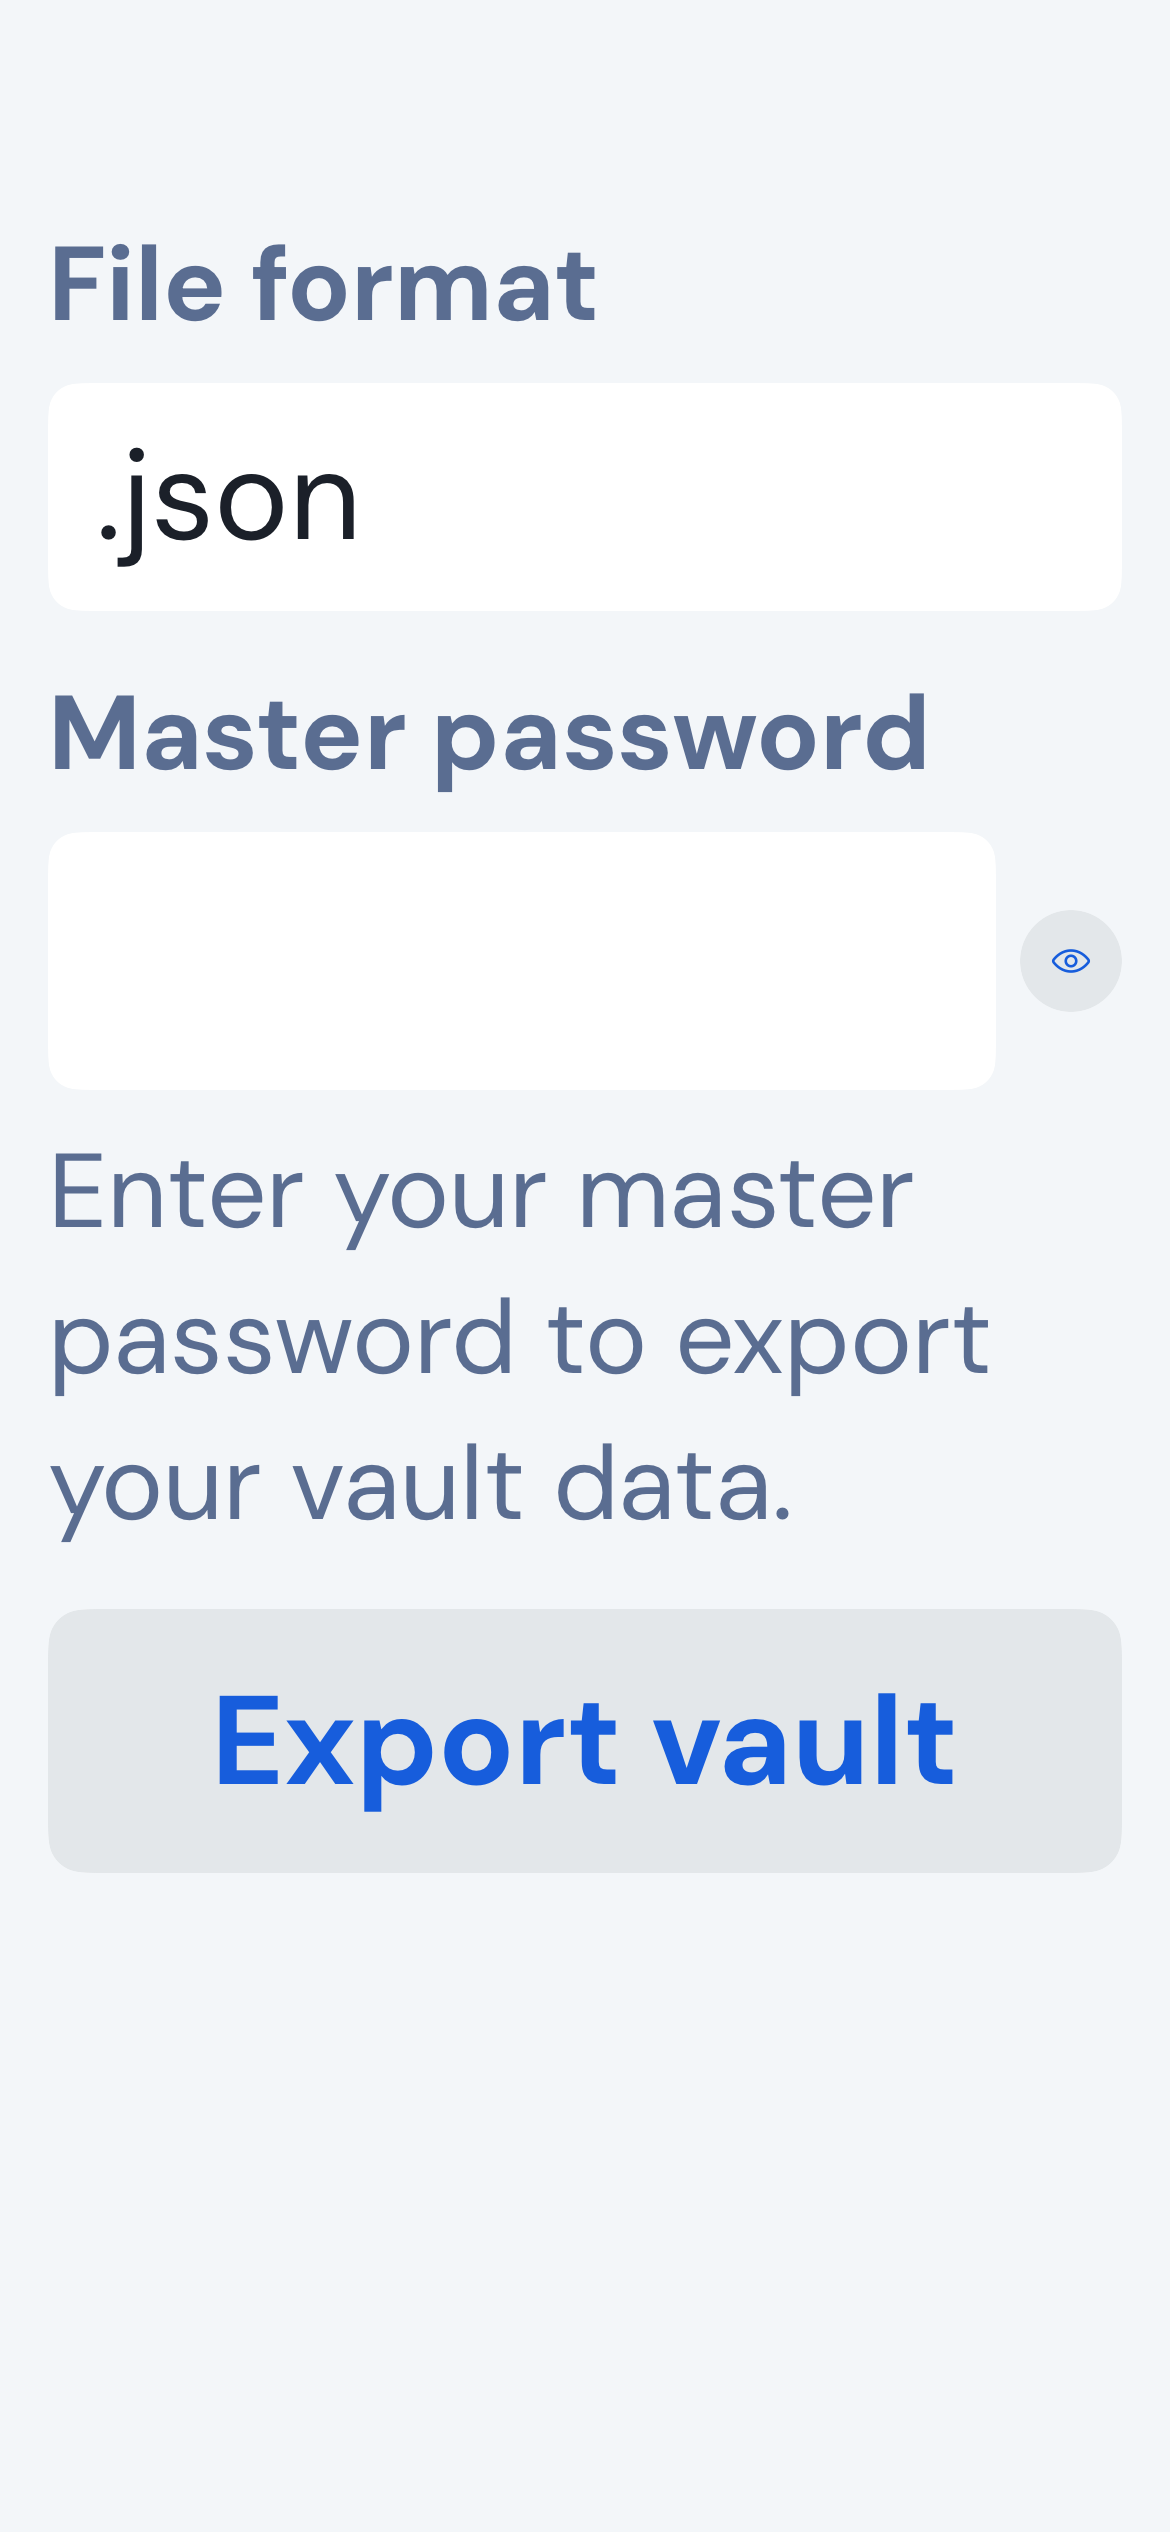 File format
.json
Master password
Enter your master
password to export
your vault data.
Export vault